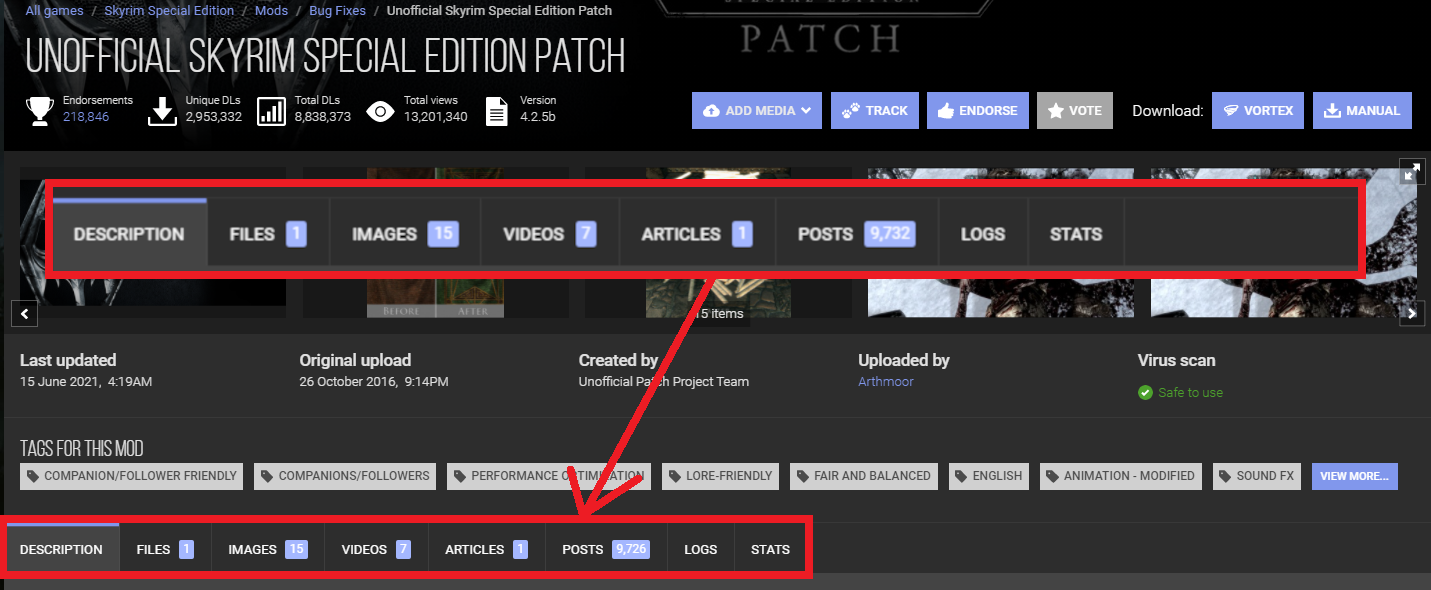 All games / Skyrim Special Edition / Mods / Bug Fixes / Unofficial Skyrim Special Edition Patch
SPECIAL EDITION
PATCH
UNOFFICIAL SKYRIM SPECIAL EDITION PATCH
Endorsements
218,846
Unique DLs
2,953,332
Total DLs
8,838,373
Total views
13,201,340
Version
4.2.5b
ADD MEDIA
TRACK
ENDORSE
VOTE
Download:
VORTEX
MANUAL
DESCRIPTION FILES 1 IMAGES 15 VIDEOS 7 ARTICLES 1 POSTS 9,732 LOGS STATS
BEFORE AFTER
15 items
Last updated
15 June 2021, 4:19AM
Original upload
26 October 2016, 9:14PM
Created by
Unofficial Patch Project Team
Uploaded by
Arthmoor
Virus scan
Safe to use
TAGS FOR THIS MOD
COMPANION/FOLLOWER FRIENDLY
COMPANIONS/FOLLOWERS
PERFORMANCE OPTIMISATION
LORE-FRIENDLY
FAIR AND BALANCED
ENGLISH
ANIMATION - MODIFIED
SOUND FX
VIEW MORE...
DESCRIPTION FILES 1 IMAGES 15 VIDEOS 7 ARTICLES 1 POSTS 9,726 LOGS STATS